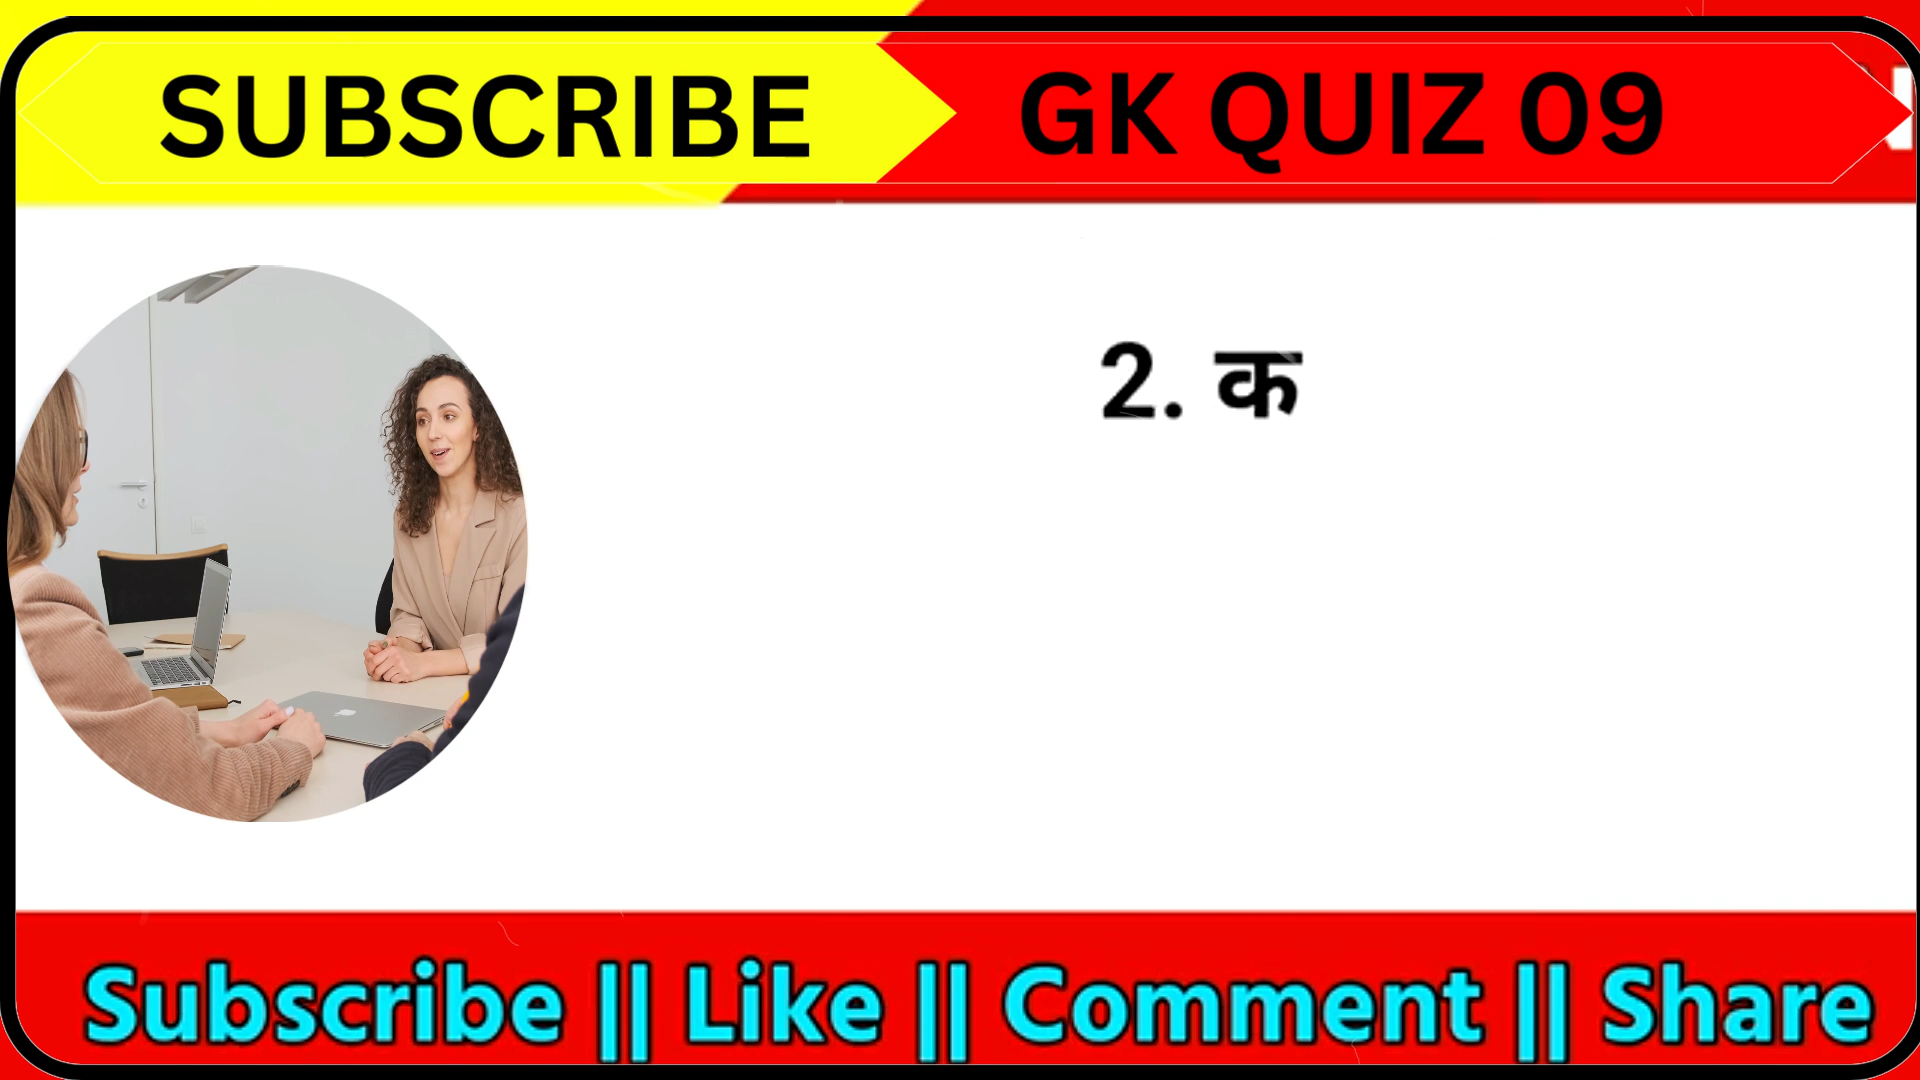 SUBSCRIBE GK QUIZ 09
2. क
Subscribe || Like || Comment || Share